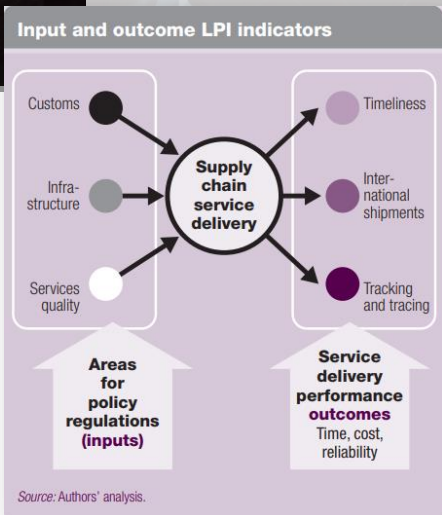 Input and outcome LPI indicators
Customs
Infra-
structure
Services
quality
Supply
chain
service
delivery
Timeliness
Inter-
national
shipments
Tracking
and tracing
Areas
for
policy
regulations
(inputs)
Service
delivery
performance
outcomes
Time, cost,
reliability
Source: Authors' analysis.